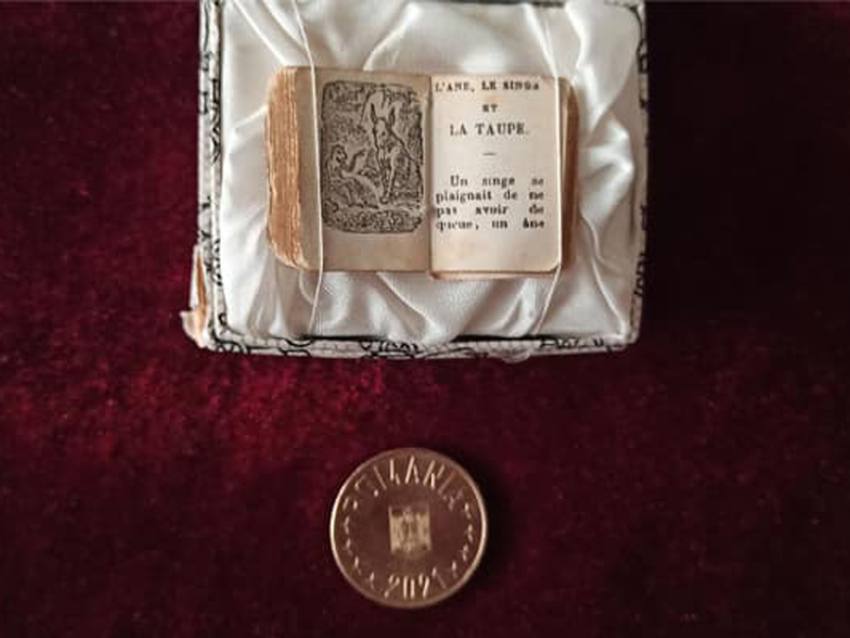 L'ANE, LE SINGE
ET
LA TAUPE.
Un singe se
plaignait de ne
pas avoir de
queue, un âne
ROMANIA
2021